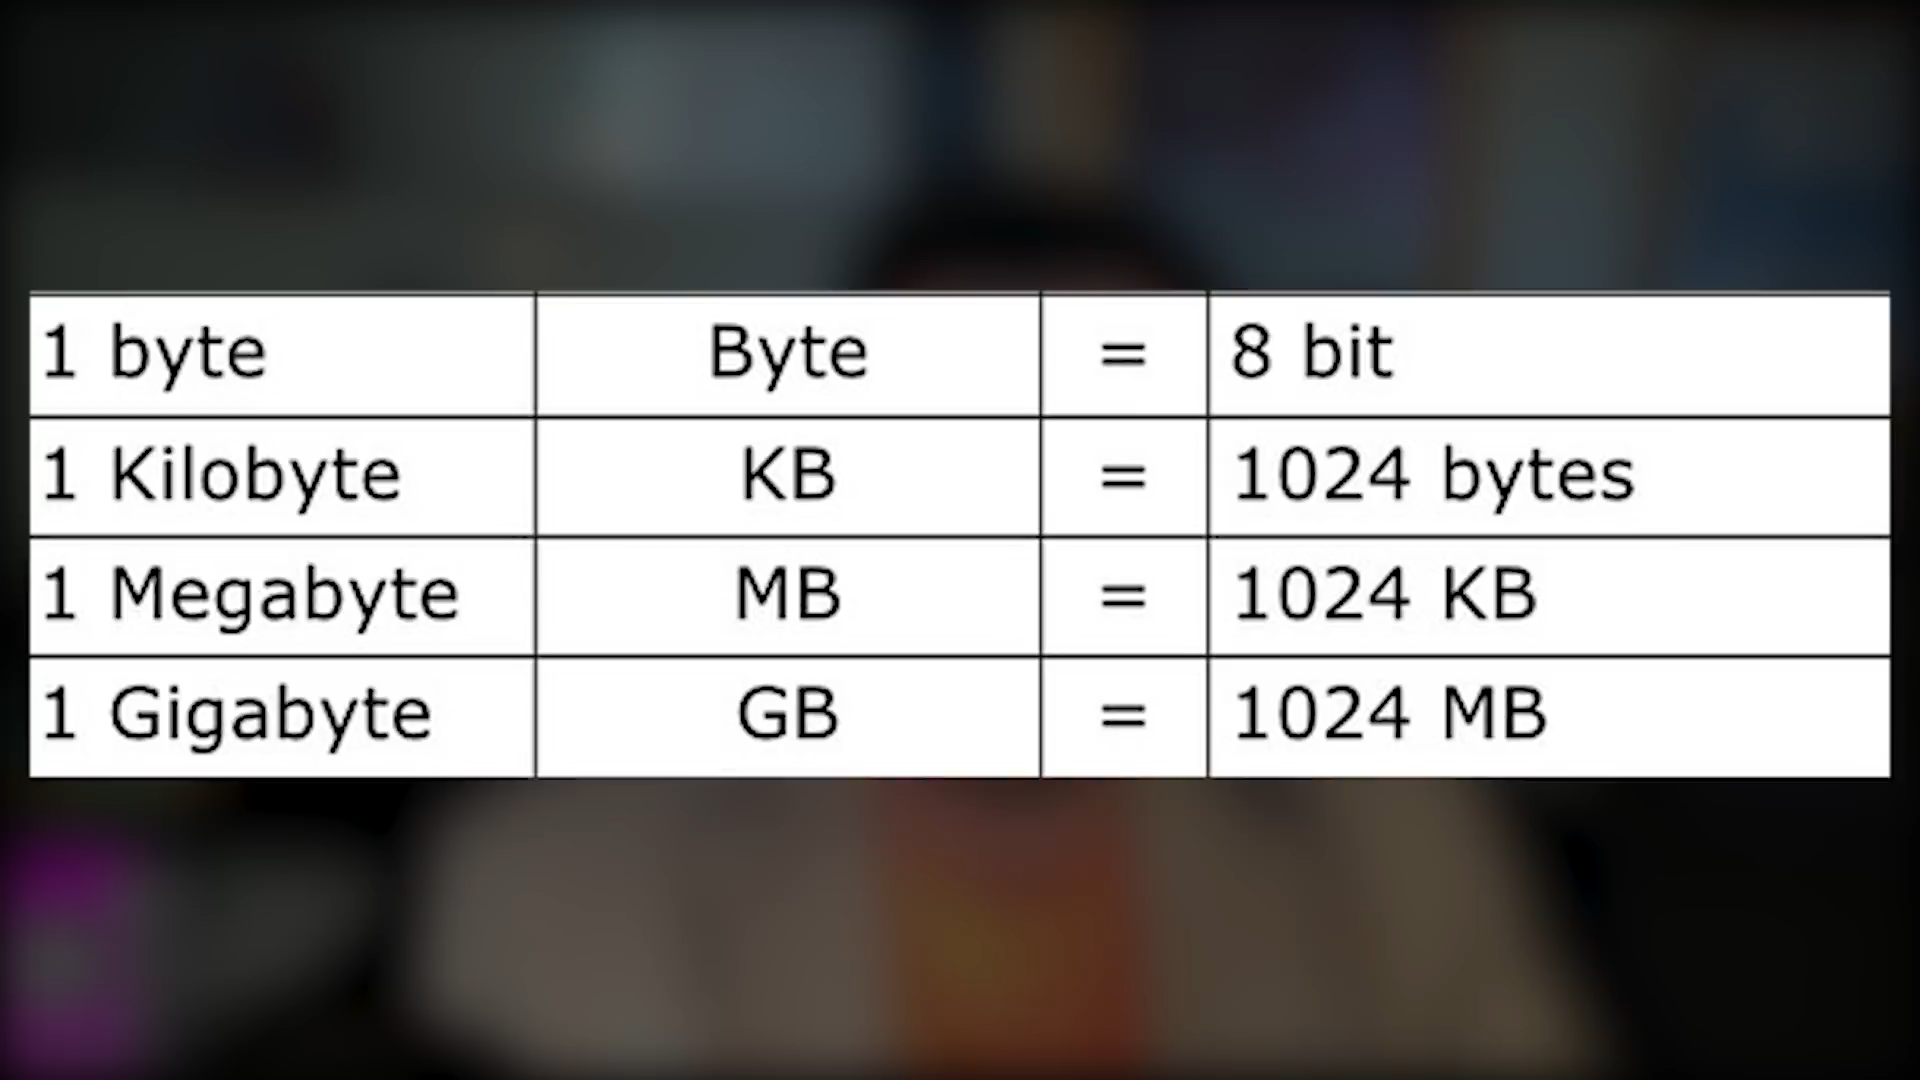 1 byte Byte = 8 bit
1 Kilobyte KB = 1024 bytes
1 Megabyte MB = 1024 KB
1 Gigabyte GB = 1024 MB